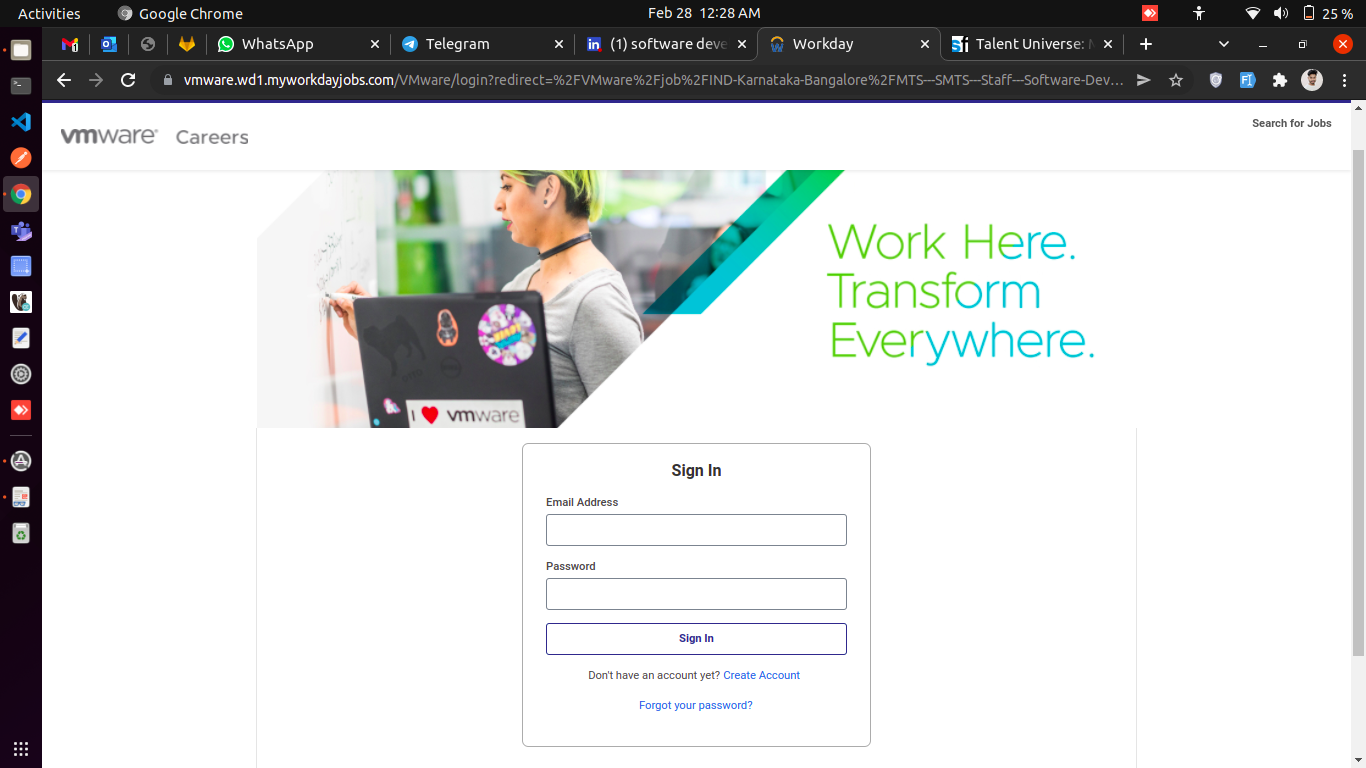 Activities
Google Chrome
Feb 28 12:28 AM
25 %
WhatsApp
Telegram
(1) software deve
Workday
Talent Universe: M
vmware.wd1.myworkdayjobs.com/VMware/login?redirect=%2FVMware%2Fjob%2FIND-Karnataka-Bangalore%2FMTS---SMTS---Staff---Software-Dev...
vmware Careers
Search for Jobs
Work Here.
Transform
Everywhere.
I ❤ vmware
Sign In
Email Address
Password
Sign In
Don't have an account yet? Create Account
Forgot your password?